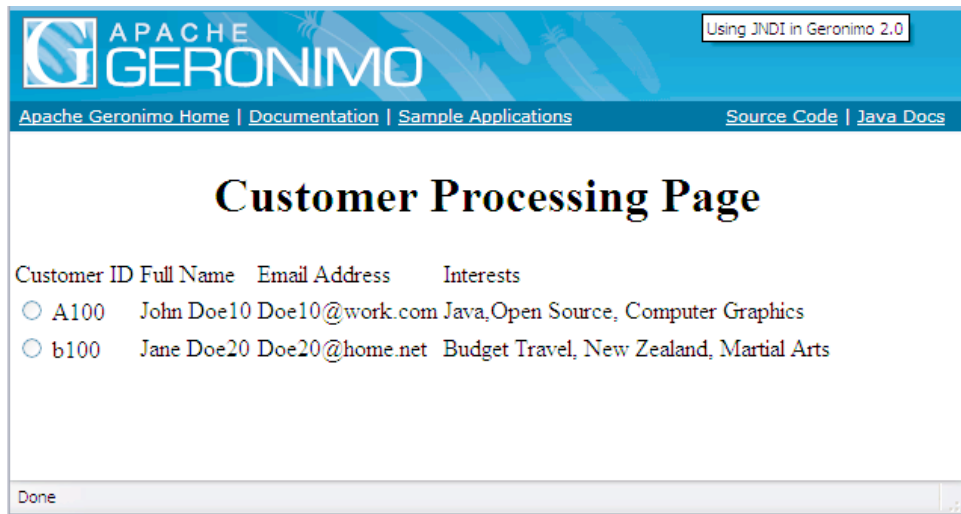 APACHE
GERONIMO
Using JNDI in Geronimo 2.0
Apache Geronimo Home | Documentation | Sample Applications Source Code | Java Docs
Customer Processing Page
Customer ID Full Name Email Address Interests
A100 John Doe10 Doe10@work.com Java,Open Source, Computer Graphics
b100 Jane Doe20 Doe20@home.net Budget Travel, New Zealand, Martial Arts
Done